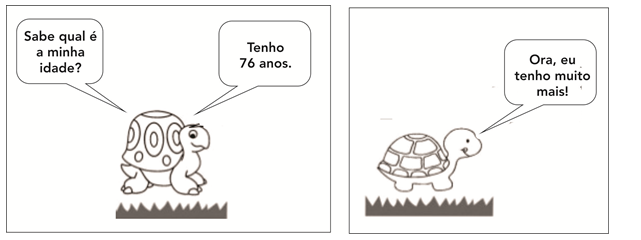 Sabe qual é
a minha
idade?
Tenho
76 anos.
Ora, eu
tenho muito
mais!